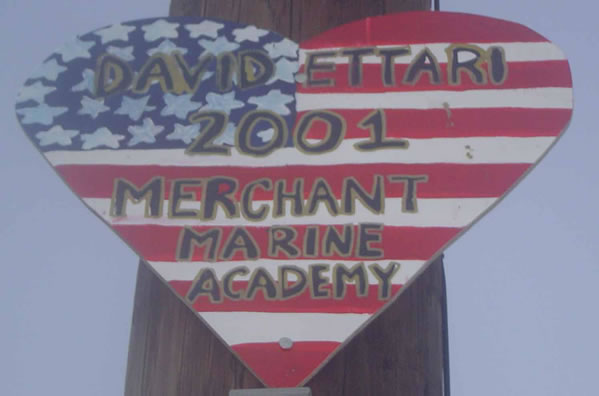 DAVID ETTARI
2001
MERCHANT
MARINE
ACADEMY